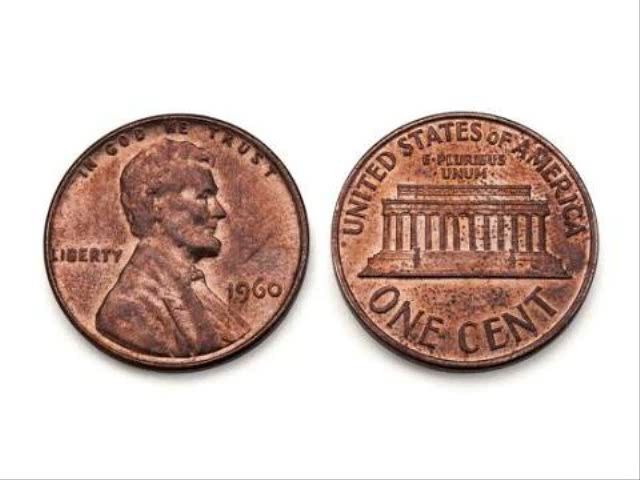 IN GOD WE TRUST
LIBERTY
1960
UNITED STATES OF AMERICA
E·PLURIBUS
UNUM·
ONE CENT